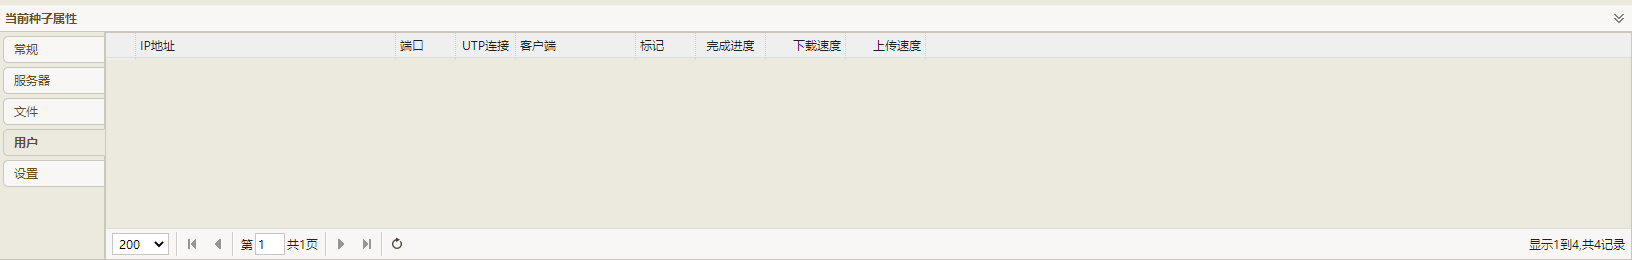 当前种子属性
常规
服务器
文件
用户
设置
IP地址 端口 UTP连接 客户端 标记 完成进度 下载速度 上传速度
200 第 1 共1页 显示1到4,共4记录